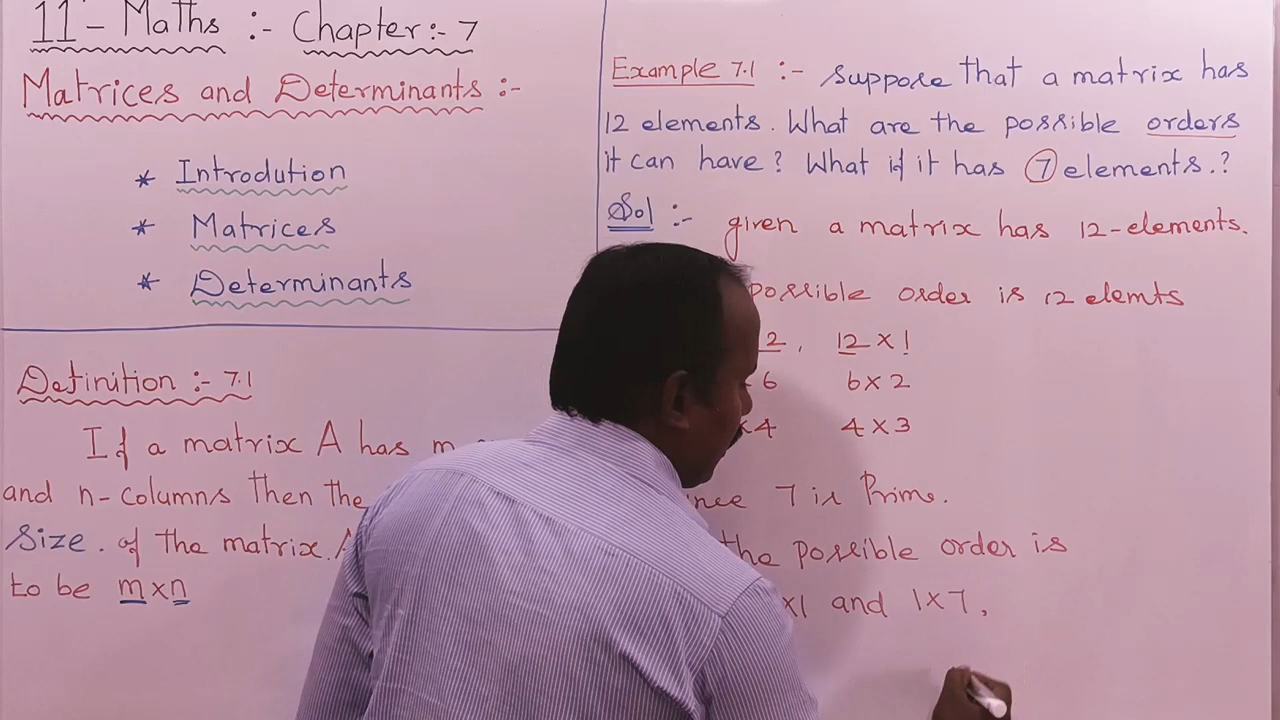 11 - Maths :- Chapter :- 7
Matrices and Determinants :-
* Introdution
* Matrices
* Determinants
Definition :- 7.1
If a matrix A has m
and n-columns then the
Size. of the matrix.
to be m×n
Example 7.1 :- suppose that a matrix has
12 elements. What are the possible orders
it can have? What if it has 7 elements.?
Sol :- given a matrix has 12-elements.
possible order is 12 elemts
2, 12 × 1
6 6 × 2
×4 4 × 3
7 is Prime.
the possible order is
×1 and 1×7,